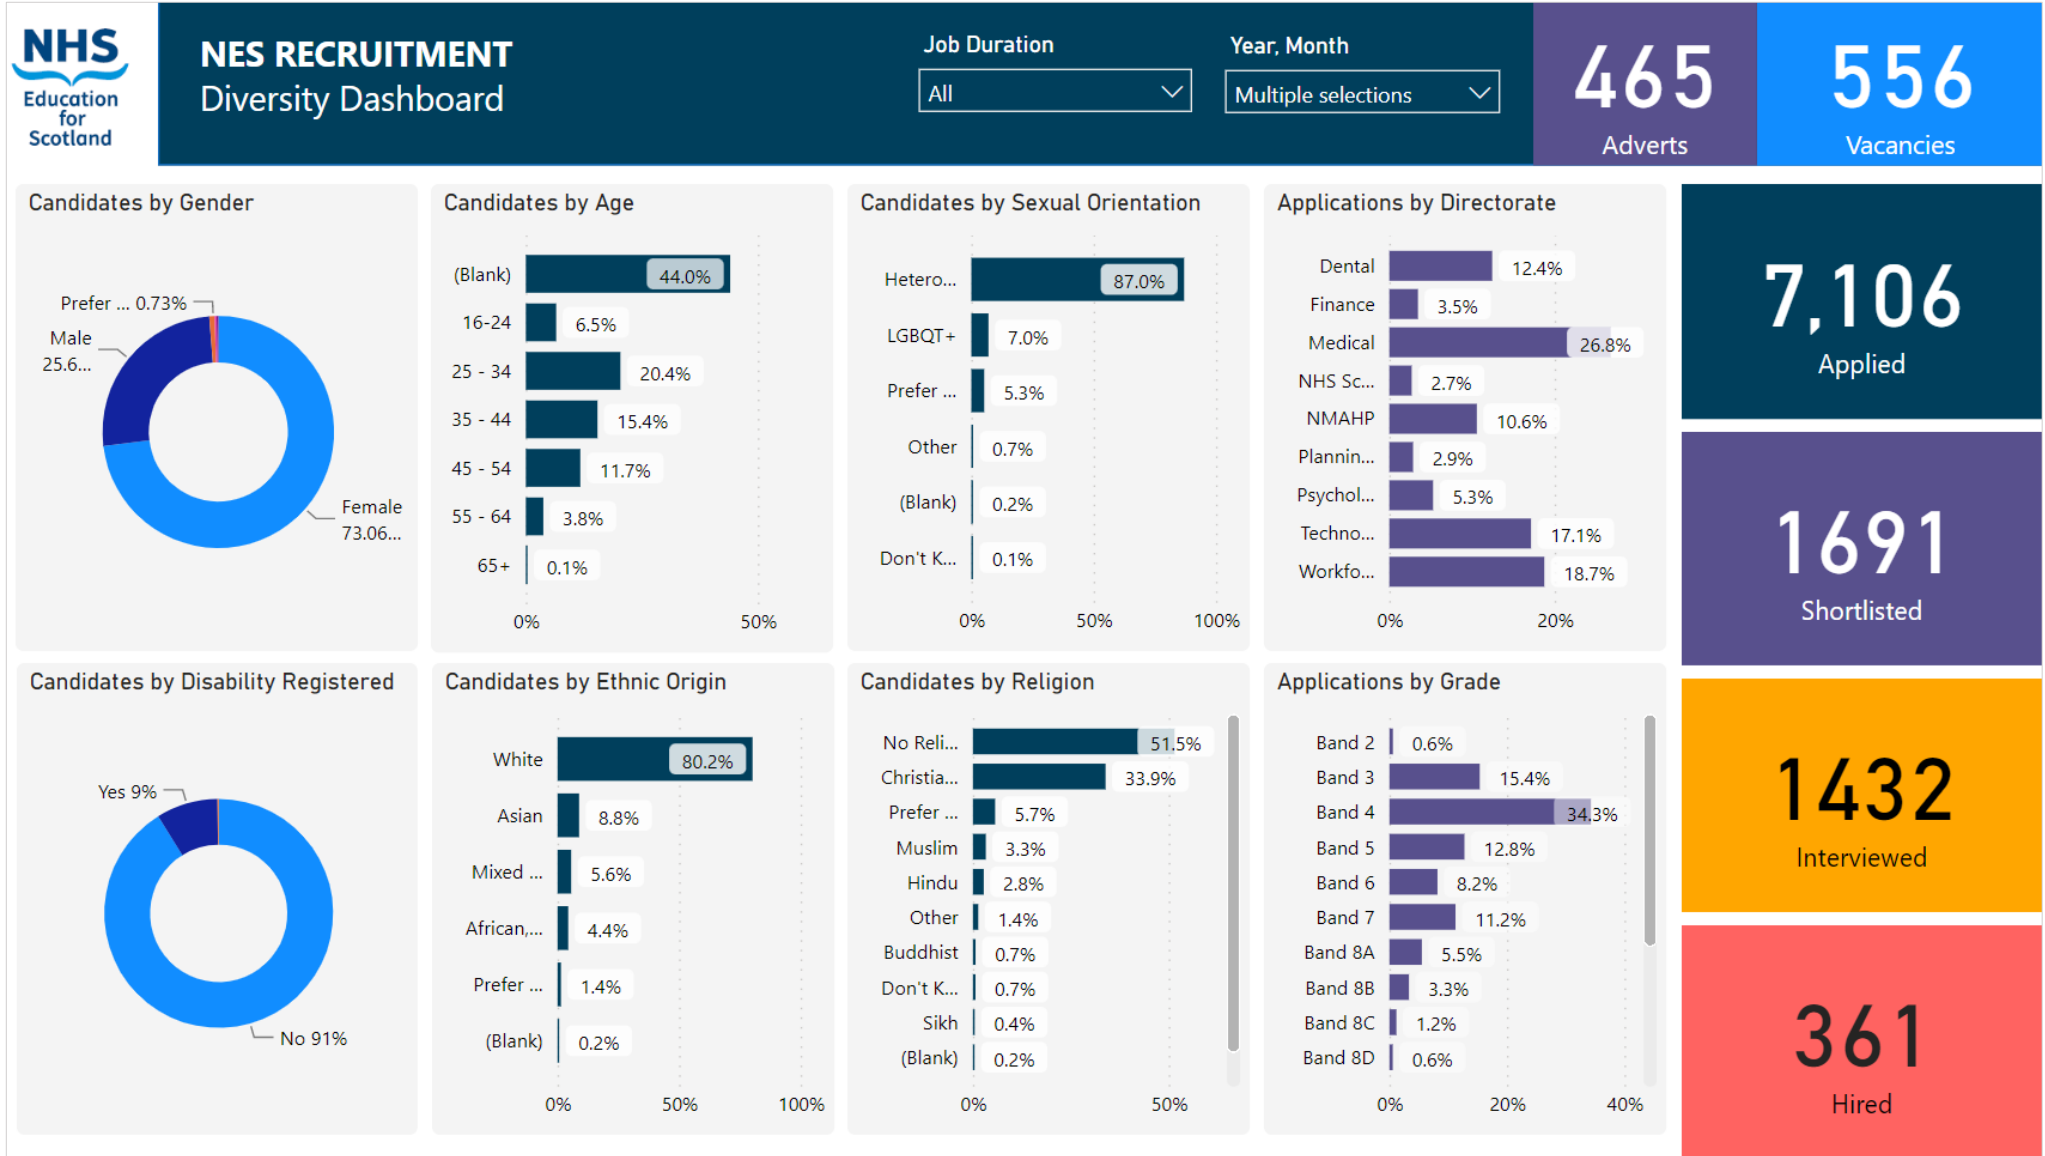 NHS
Education
for
Scotland
NES RECRUITMENT
Diversity Dashboard
Job Duration
All
Year, Month
Multiple selections
465
Adverts
556
Vacancies
Candidates by Gender
Prefer ... 0.73%
Male
25.6...
Female
73.06...
Candidates by Age
(Blank) 44.0%
16-24 6.5%
25 - 34 20.4%
35 - 44 15.4%
45 - 54 11.7%
55 - 64 3.8%
65+ 0.1%
0% 50%
Candidates by Sexual Orientation
Hetero... 87.0%
LGBQT+ 7.0%
Prefer ... 5.3%
Other 0.7%
(Blank) 0.2%
Don't K... 0.1%
0% 50% 100%
Applications by Directorate
Dental 12.4%
Finance 3.5%
Medical 26.8%
NHS Sc... 2.7%
NMAHP 10.6%
Plannin... 2.9%
Psychol... 5.3%
Techno... 17.1%
Workfo... 18.7%
0% 20%
7,106
Applied
1691
Shortlisted
Candidates by Disability Registered
Yes 9%
No 91%
Candidates by Ethnic Origin
White 80.2%
Asian 8.8%
Mixed ... 5.6%
African,... 4.4%
Prefer ... 1.4%
(Blank) 0.2%
0% 50% 100%
Candidates by Religion
No Reli... 51.5%
Christia... 33.9%
Prefer ... 5.7%
Muslim 3.3%
Hindu 2.8%
Other 1.4%
Buddhist 0.7%
Don't K... 0.7%
Sikh 0.4%
(Blank) 0.2%
0% 50%
Applications by Grade
Band 2 0.6%
Band 3 15.4%
Band 4 34.3%
Band 5 12.8%
Band 6 8.2%
Band 7 11.2%
Band 8A 5.5%
Band 8B 3.3%
Band 8C 1.2%
Band 8D 0.6%
0% 20% 40%
1432
Interviewed
361
Hired